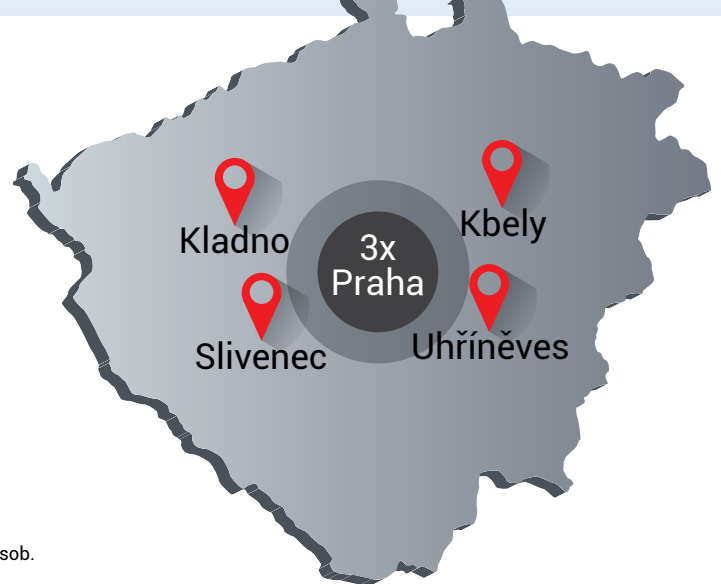 Kladno
Kbely
3x
Praha
Slivenec
Uhříněves
sob.